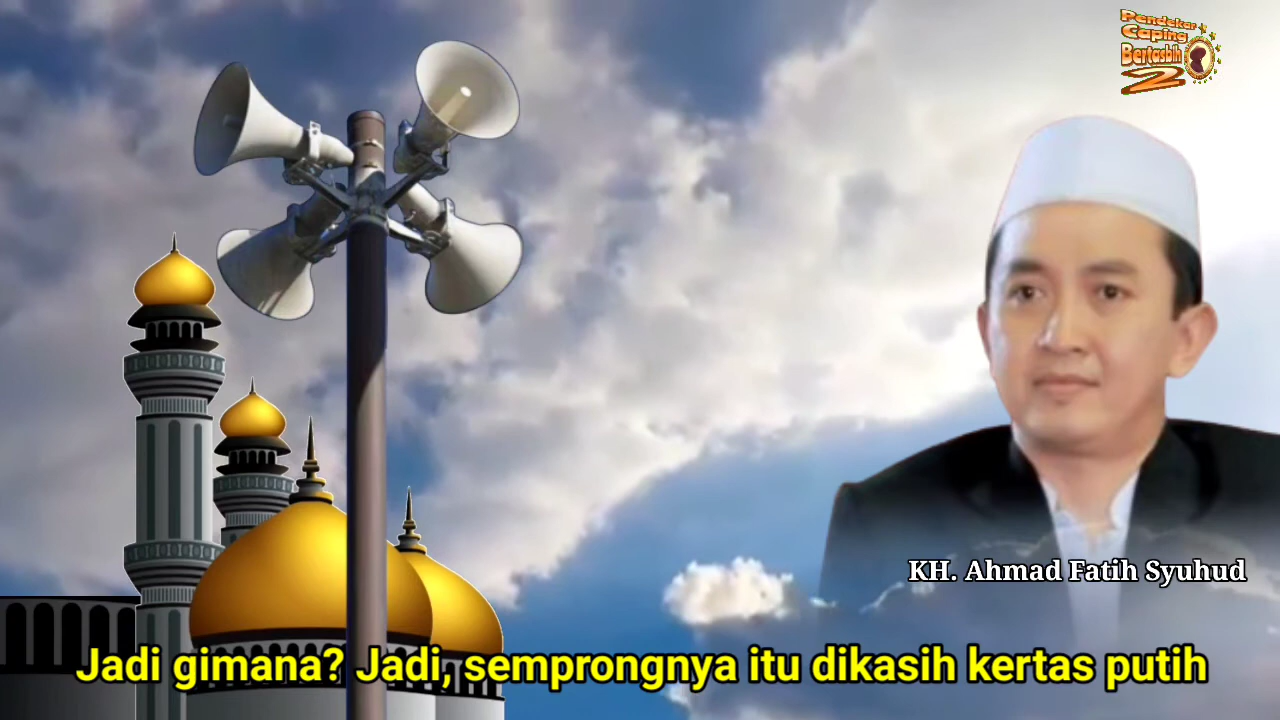 Pendekar
Caping
Bertasbih
2
KH. Ahmad Fatih Syuhud
Jadi gimana? Jadi, semprongnya itu dikasih kertas putih